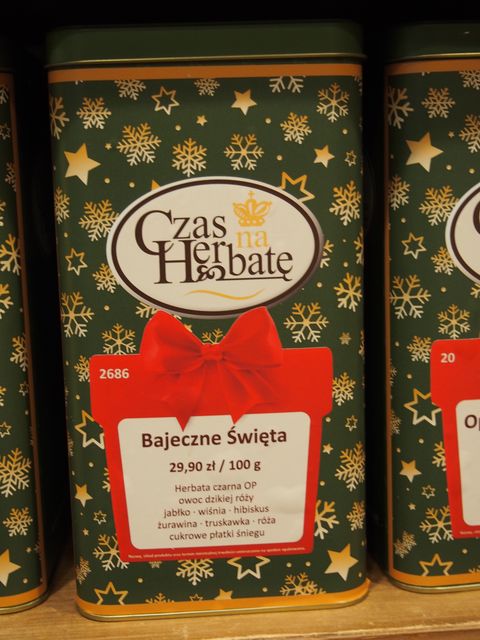 Czas
na
Herbatę
2686
Bajeczne Święta
29,90 zł / 100 g
Herbata czarna OP
owoc dzikiej róży
jabłko · wiśnia · hibiskus
żurawina · truskawka · róża
cukrowe płatki śniegu
20